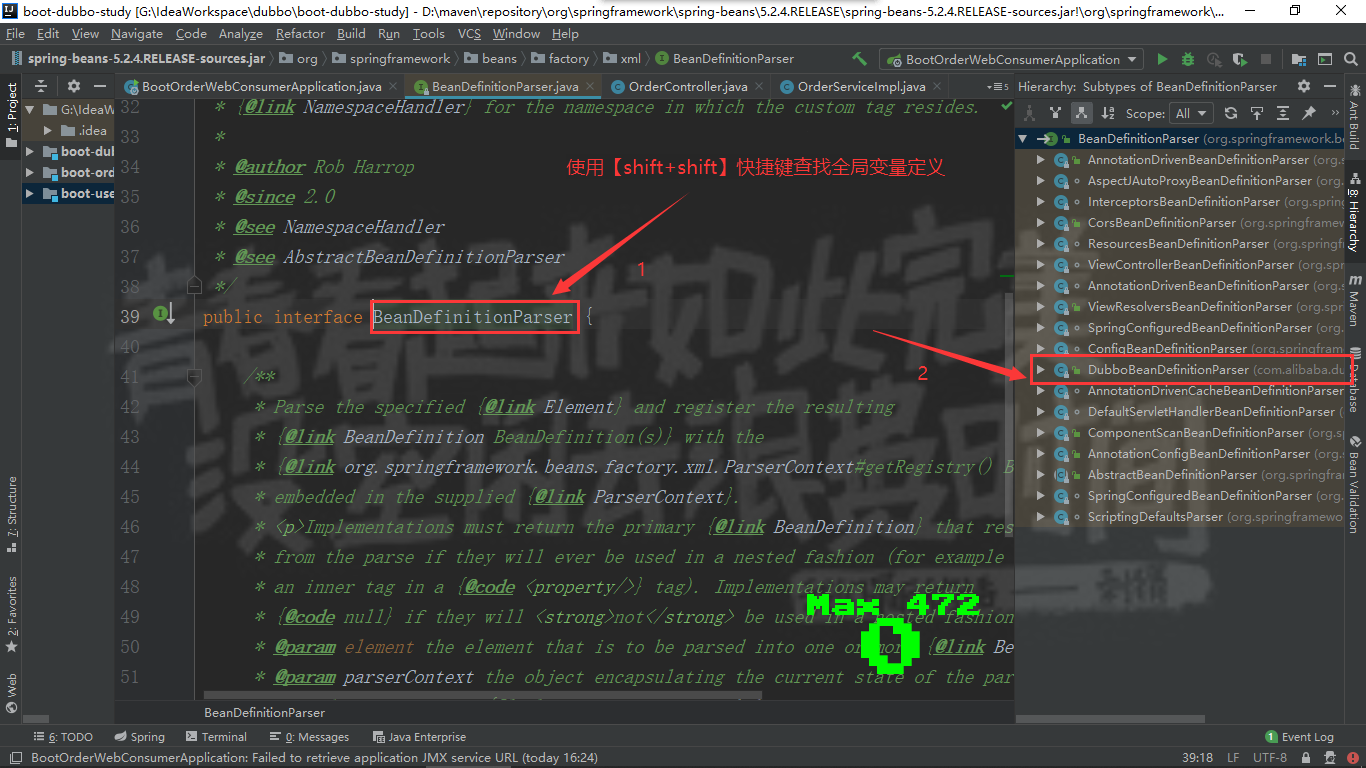 boot-dubbo-study [G:\IdeaWorkspace\dubbo\boot-dubbo-study] - D:\maven\repository\org\springframework\spring-beans\5.2.4.RELEASE\spring-beans-5.2.4.RELEASE-sources.jar!\org\springframework\...
File Edit View Navigate Code Analyze Refactor Build Run Tools VCS Window Help
spring-beans-5.2.4.RELEASE-sources.jar org springframework beans factory xml BeanDefinitionParser BootOrderWebConsumerApplication
1: Project
G:\IdeaW
.idea
boot-dub
boot-ord
boot-use
BootOrderWebConsumerApplication.java BeanDefinitionParser.java OrderController.java OrderServiceImpl.java
32 * {@link NamespaceHandler} for the namespace in which the custom tag resides.
33 *
34 * @author Rob Harrop
35 * @since 2.0
36 * @see NamespaceHandler
37 * @see AbstractBeanDefinitionParser
38 */
39 public interface BeanDefinitionParser {
40
41 /**
42 * Parse the specified {@link Element} and register the resulting
43 * {@link BeanDefinition BeanDefinition(s)} with the
44 * {@link org.springframework.beans.factory.xml.ParserContext#getRegistry() B
45 * embedded in the supplied {@link ParserContext}.
46 * <p>Implementations must return the primary {@link BeanDefinition} that res
47 * from the parse if they will ever be used in a nested fashion (for example
48 * an inner tag in a {@code <property/>} tag). Implementations may return
49 * {@code null} if they will <strong>not</strong> be used in a nested fashion
50 * @param element the element that is to be parsed into one or more {@link Be
51 * @param parserContext the object encapsulating the current state of the par
使用【shift+shift】快捷键查找全局变量定义
1
2
Max 472
0
BeanDefinitionParser
Hierarchy: Subtypes of BeanDefinitionParser
Scope: All
BeanDefinitionParser (org.springframework.be
AnnotationDrivenBeanDefinitionParser (org.s
AspectJAutoProxyBeanDefinitionParser (org.s
InterceptorsBeanDefinitionParser (org.spring
CorsBeanDefinitionParser (org.springframew
ResourcesBeanDefinitionParser (org.springfr
ViewControllerBeanDefinitionParser (org.spr
AnnotationDrivenBeanDefinitionParser (org.s
ViewResolversBeanDefinitionParser (org.spri
SpringConfiguredBeanDefinitionParser (org.
ConfigBeanDefinitionParser (org.springfram
DubboBeanDefinitionParser (com.alibaba.du
AnnotationDrivenCacheBeanDefinitionParser
DefaultServletHandlerBeanDefinitionParser (
ComponentScanBeanDefinitionParser (org.s
AnnotationConfigBeanDefinitionParser (org.s
AbstractBeanDefinitionParser (org.springfram
SpringConfiguredBeanDefinitionParser (org.
ScriptingDefaultsParser (org.springframewo
Ant Build
8: Hierarchy
Maven
Database
Bean Validation
7: Structure
2: Favorites
Web
6: TODO Spring Terminal 0: Messages Java Enterprise 1 Event Log
BootOrderWebConsumerApplication: Failed to retrieve application JMX service URL (today 16:24) 39:18 LF UTF-8